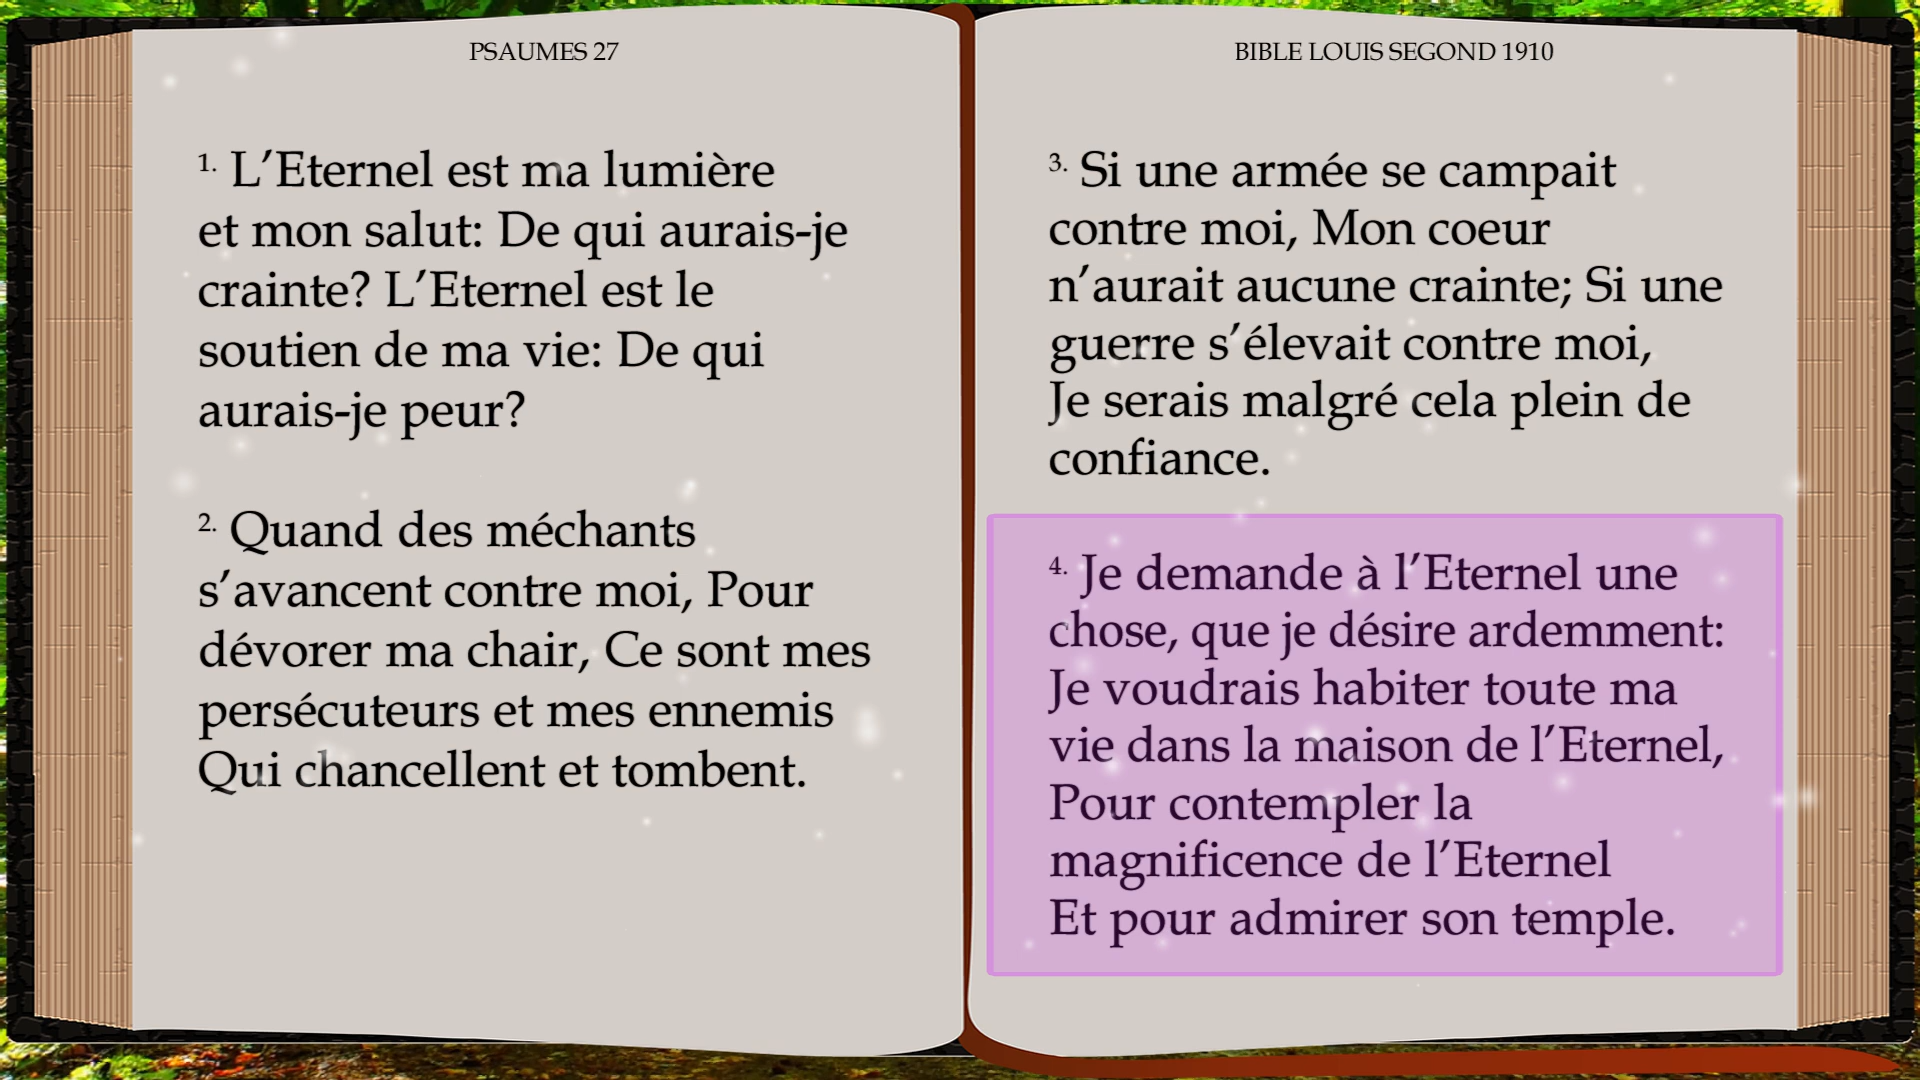 PSAUMES 27
1. L’Eternel est ma lumière
et mon salut: De qui aurais-je
crainte? L’Eternel est le
soutien de ma vie: De qui
aurais-je peur?
2. Quand des méchants
s’avancent contre moi, Pour
dévorer ma chair, Ce sont mes
persécuteurs et mes ennemis
Qui chancellent et tombent.
BIBLE LOUIS SEGOND 1910
3. Si une armée se campait
contre moi, Mon coeur
n’aurait aucune crainte; Si une
guerre s’élevait contre moi,
Je serais malgré cela plein de
confiance.
4. Je demande à l’Eternel une
chose, que je désire ardemment:
Je voudrais habiter toute ma
vie dans la maison de l’Eternel,
Pour contempler la
magnificence de l’Eternel
Et pour admirer son temple.